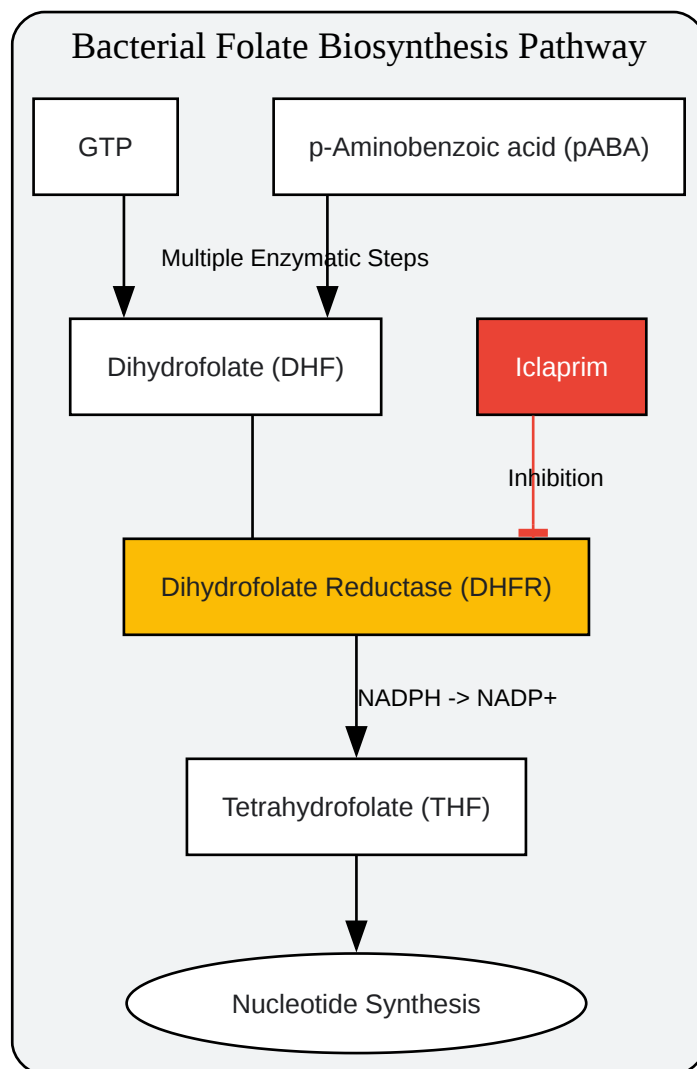 Bacterial Folate Biosynthesis Pathway
GTP
p-Aminobenzoic acid (pABA)
Multiple Enzymatic Steps
Dihydrofolate (DHF)
Iclaprim
Inhibition
Dihydrofolate Reductase (DHFR)
NADPH -> NADP+
Tetrahydrofolate (THF)
Nucleotide Synthesis